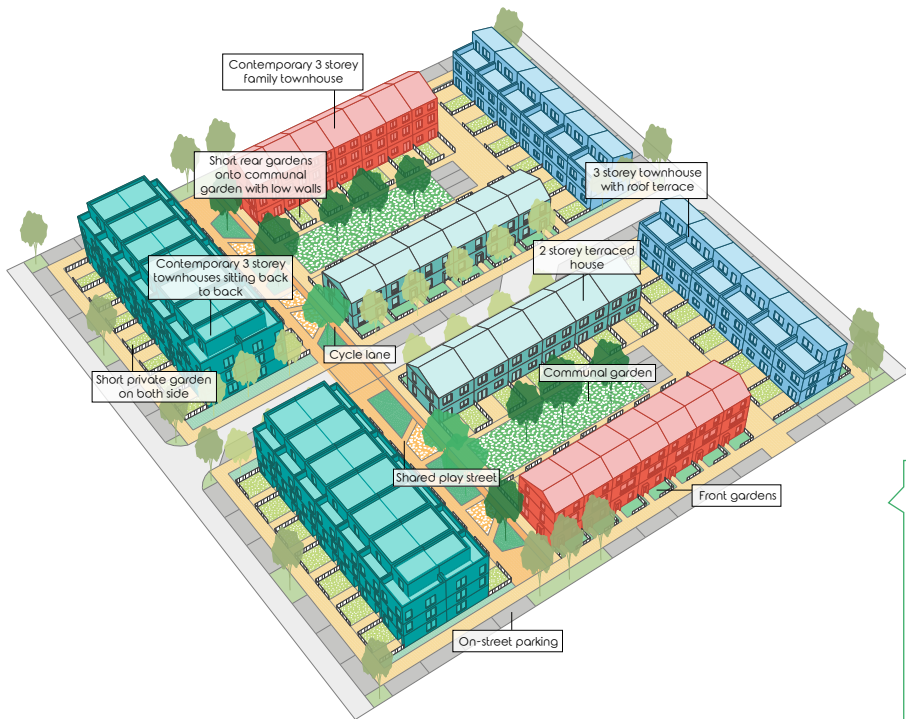 Contemporary 3 storey
family townhouse
Short rear gardens
onto communal
garden with low walls
3 storey townhouse
with roof terrace
2 storey terraced
house
Contemporary 3 storey
townhouses sitting back
to back
Cycle lane
Communal garden
Short private garden
on both side
Shared play street
Front gardens
On-street parking